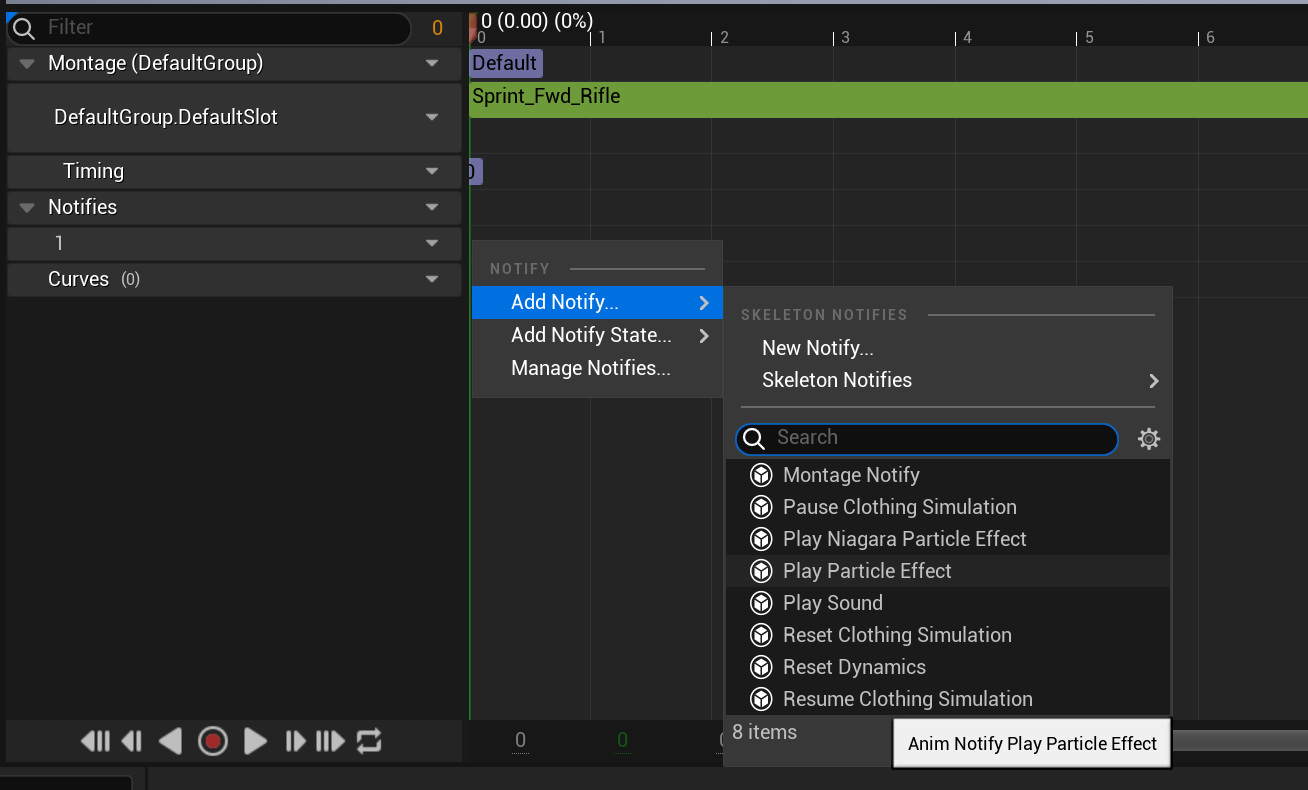 Filter
0
0 (0.00) (0%)
0
1
2
3
4
5
6
Montage (DefaultGroup)
Default
Sprint_Fwd_Rifle
DefaultGroup.DefaultSlot
Timing
Notifies
1
Curves (0)
NOTIFY
Add Notify...
Add Notify State...
Manage Notifies...
SKELETON NOTIFIES
New Notify...
Skeleton Notifies
Search
Montage Notify
Pause Clothing Simulation
Play Niagara Particle Effect
Play Particle Effect
Play Sound
Reset Clothing Simulation
Reset Dynamics
Resume Clothing Simulation
8 items
Anim Notify Play Particle Effect
0
0